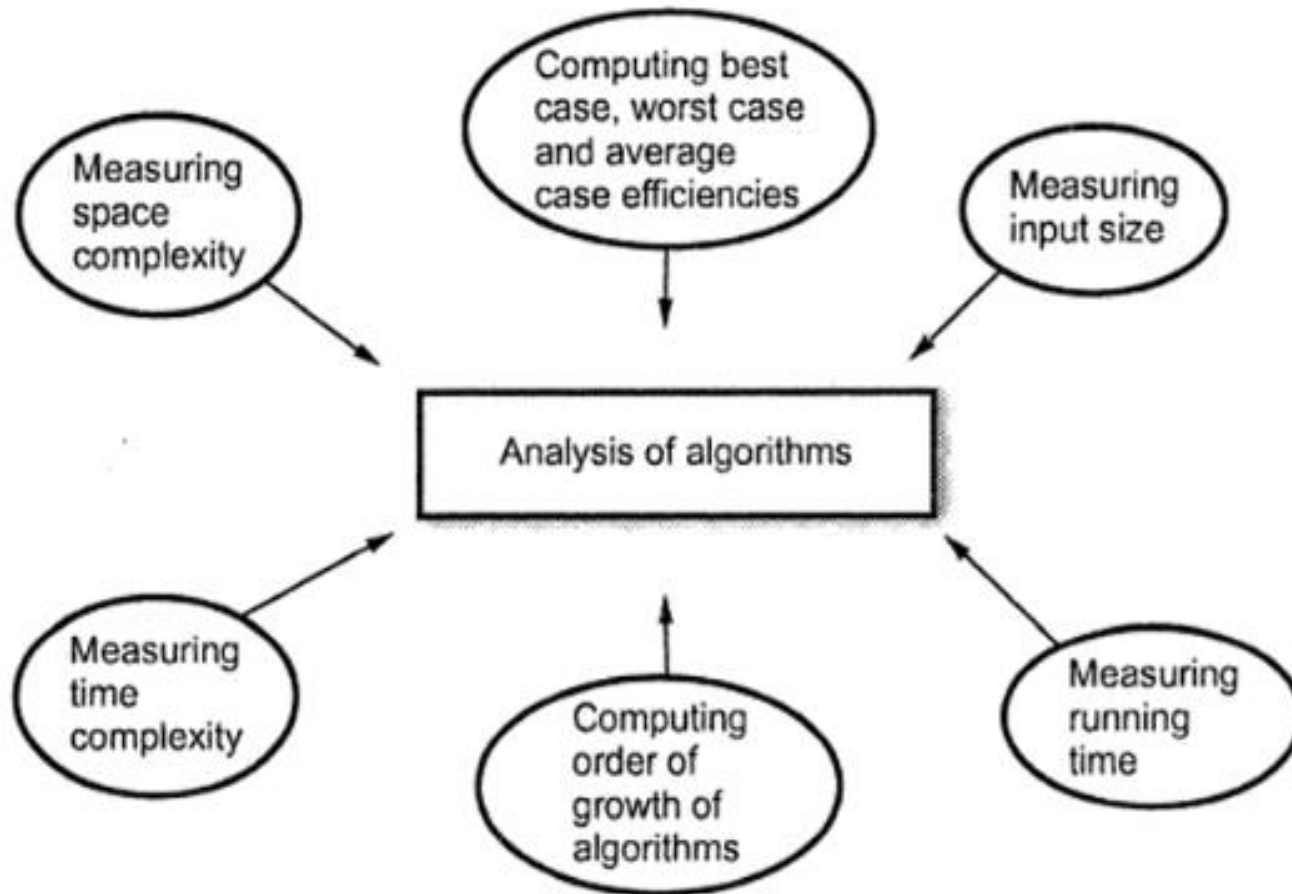 Computing best
case, worst case
and average
case efficiencies
Measuring
space
complexity
Measuring
input size
Analysis of algorithms
Measuring
time
complexity
Computing
order of
growth of
algorithms
Measuring
running
time